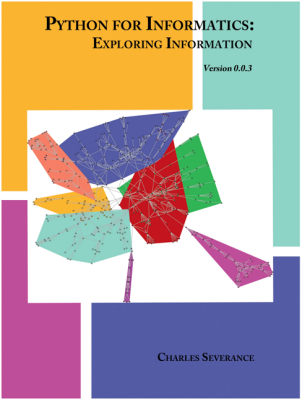 PYTHON FOR INFORMATICS:
EXPLORING INFORMATION
Version 0.0.3
CHARLES SEVERANCE